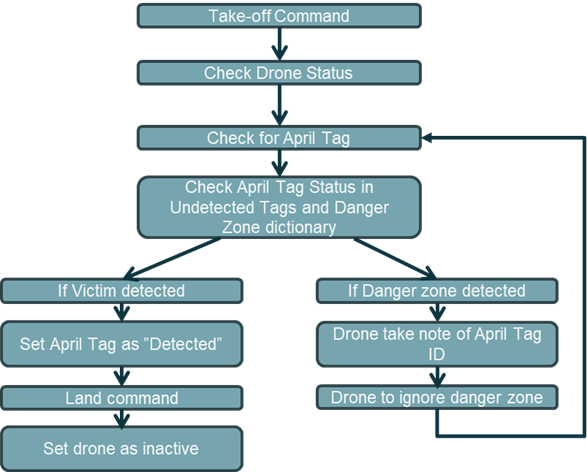 Take-off Command
Check Drone Status
Check for April Tag
Check April Tag Status in
Undetected Tags and Danger
Zone dictionary
If Victim detected
Set April Tag as ”Detected”
Land command
Set drone as inactive
If Danger zone detected
Drone take note of April Tag
ID
Drone to ignore danger zone